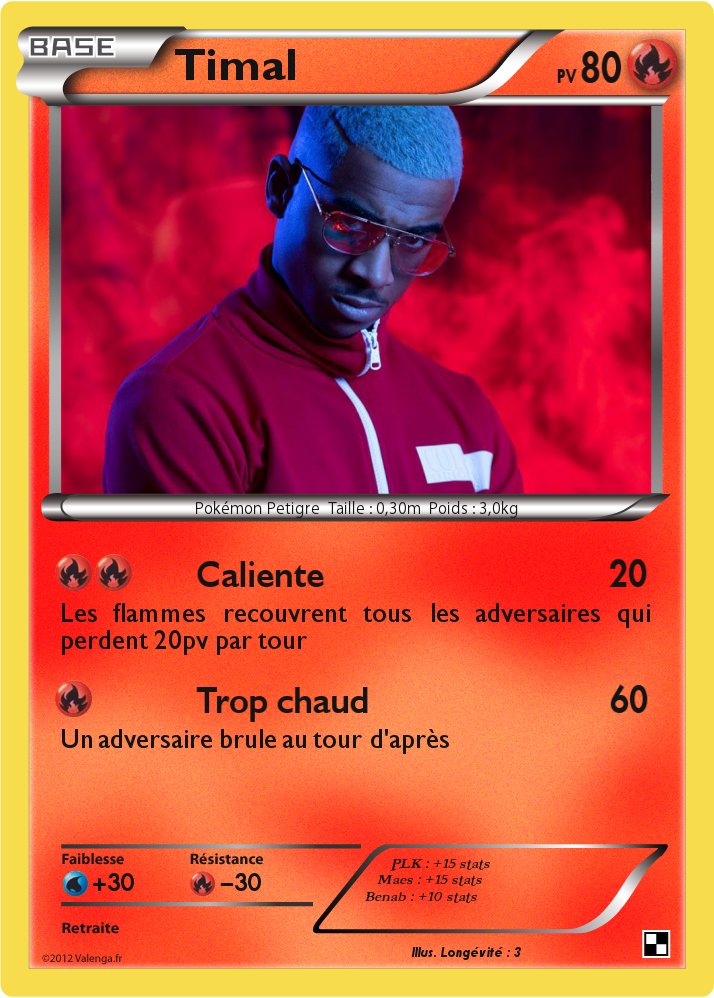 BASE
Timal
PV 80
Pokémon Petigre Taille : 0,30m Poids : 3,0kg
Caliente 20
Les flammes recouvrent tous les adversaires qui
perdent 20pv par tour
Trop chaud 60
Un adversaire brule au tour d'après
Faiblesse Résistance
+30 −30
PLK : +15 stats
Maes : +15 stats
Benab : +10 stats
Retraite
Illus. Longévité : 3
©2012 Valenga.fr